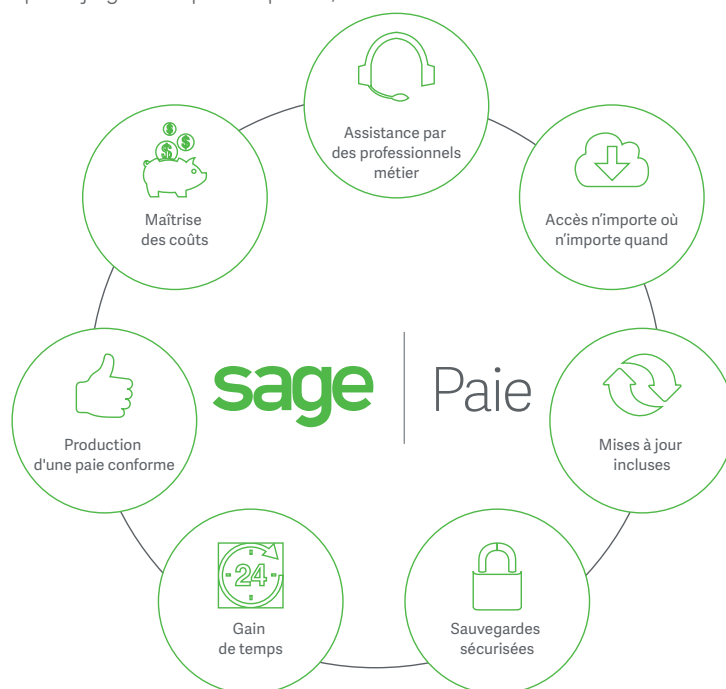 Assistance par
des professionnels
métier
Accès n'importe où
n'importe quand
Mises à jour
incluses
Sauvegardes
sécurisées
24
Gain
de temps
Production
d'une paie conforme
$
$
$
Maîtrise
des coûts
sage | Paie